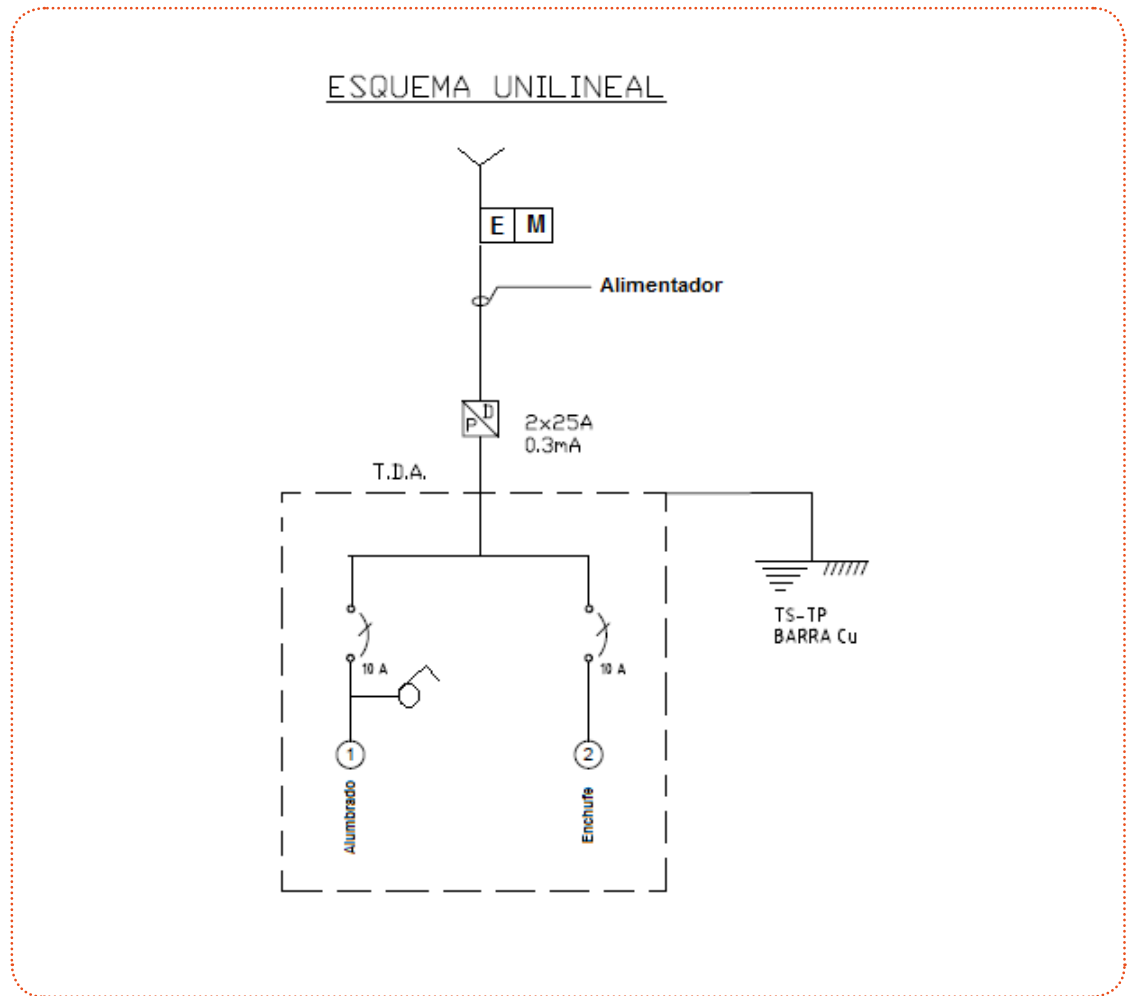 ESQUEMA UNILINEAL
E M
Alimentador
D
P
2x25A
0.3mA
T.D.A.
TS-TP
BARRA Cu
10 A
10 A
1
2
Alumbrado
Enchufe